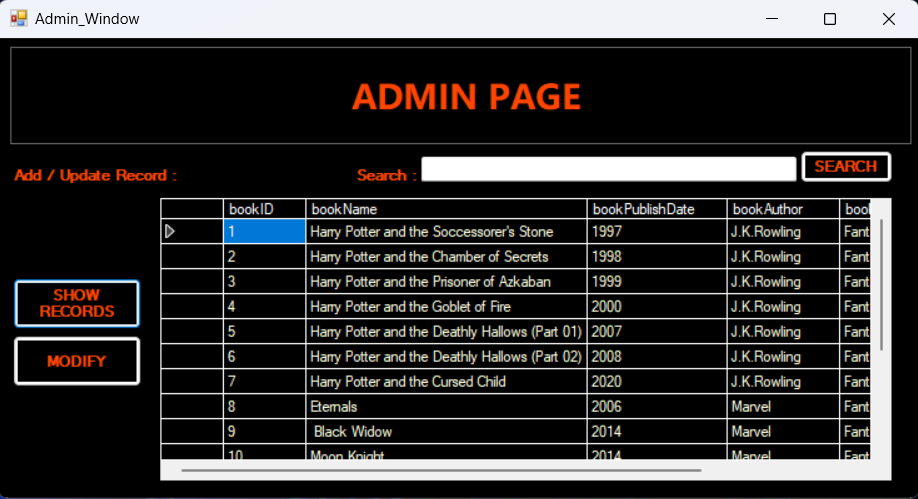 Admin_Window
ADMIN PAGE
Add / Update Record :
Search :
SEARCH
bookID bookName bookPublishDate bookAuthor
1 Harry Potter and the Soccessorer's Stone 1997 J.K.Rowling Fant
2 Harry Potter and the Chamber of Secrets 1998 J.K.Rowling Fant
3 Harry Potter and the Prisoner of Azkaban 1999 J.K.Rowling Fant
4 Harry Potter and the Goblet of Fire 2000 J.K.Rowling Fant
5 Harry Potter and the Deathly Hallows (Part 01) 2007 J.K.Rowling Fant
6 Harry Potter and the Deathly Hallows (Part 02) 2008 J.K.Rowling Fant
7 Harry Potter and the Cursed Child 2020 J.K.Rowling Fant
8 Eternals 2006 Marvel Fant
9 Black Widow 2014 Marvel Fant
10 Moon Knight 2014 Marvel Fant
SHOW
RECORDS
MODIFY